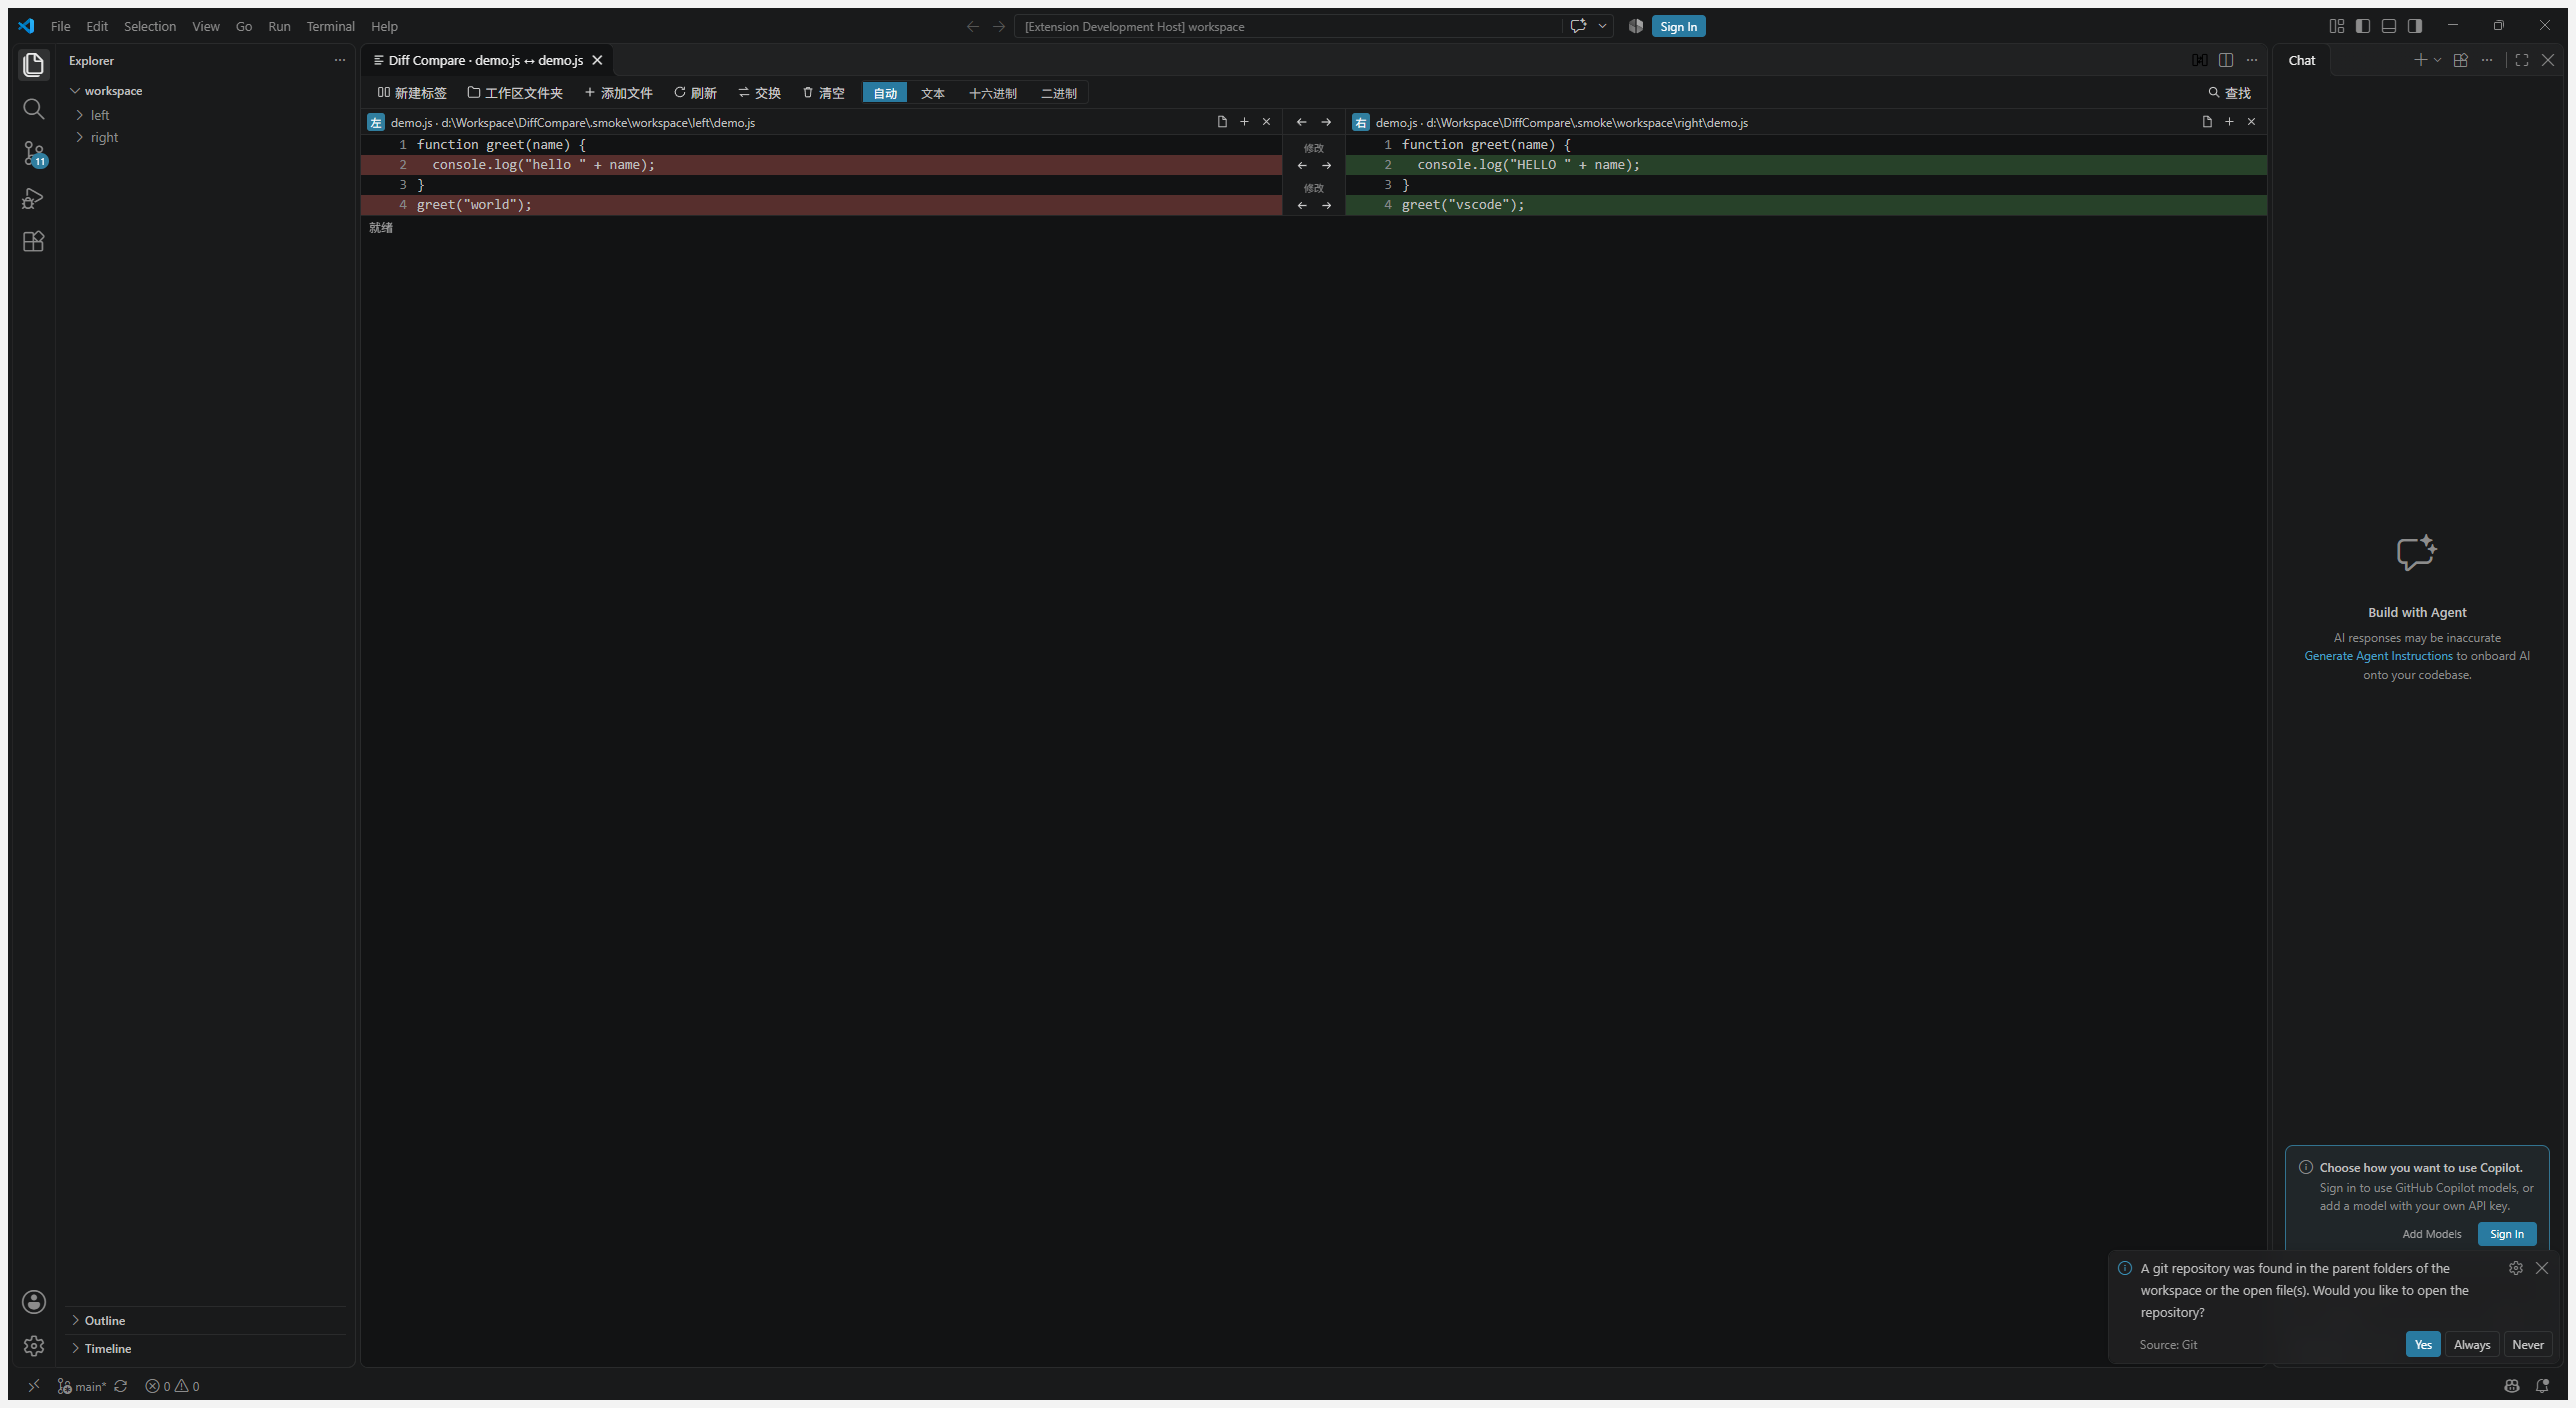 File Edit Selection View Go Run Terminal Help
[Extension Development Host] workspace
Sign In
Explorer
workspace
left
right
11
Diff Compare · demo.js ↔ demo.js
新建标签 工作区文件夹 添加文件 刷新 交换 清空 自动 文本 十六进制 二进制 查找
左 demo.js · d:\Workspace\DiffCompare\.smoke\workspace\left\demo.js
1 function greet(name) {
2 console.log("hello " + name);
3 }
4 greet("world");
就绪
修改
修改
右 demo.js · d:\Workspace\DiffCompare\.smoke\workspace\right\demo.js
1 function greet(name) {
2 console.log("HELLO " + name);
3 }
4 greet("vscode");
Chat
Build with Agent
AI responses may be inaccurate
Generate Agent Instructions to onboard AI
onto your codebase.
Choose how you want to use Copilot.
Sign in to use GitHub Copilot models, or
add a model with your own API key.
Add Models Sign In
A git repository was found in the parent folders of the
workspace or the open file(s). Would you like to open the
repository?
Source: Git Yes Always Never
Outline
Timeline
main* 0 0